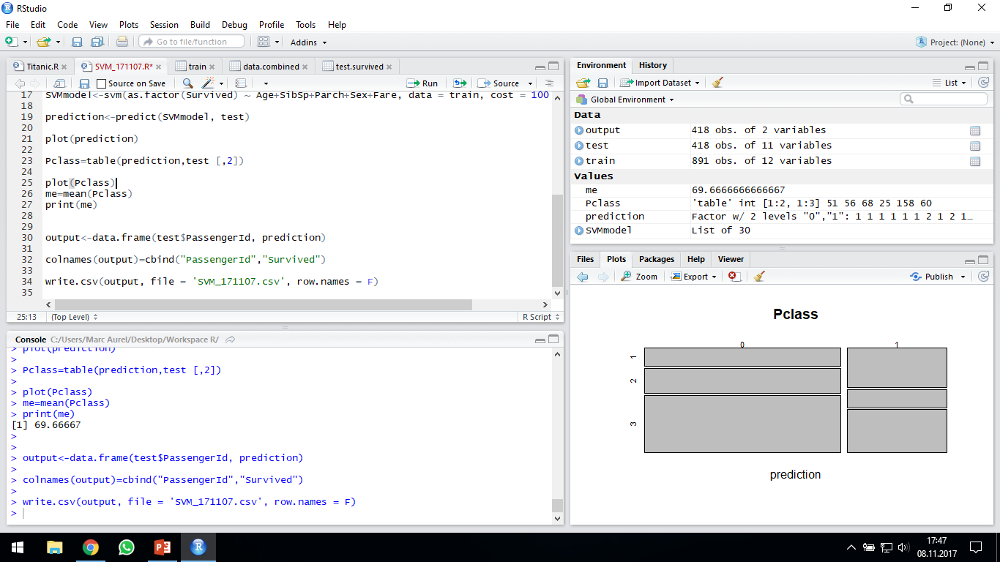 RStudio
File Edit Code View Plots Session Build Debug Profile Tools Help
Go to file/function Addins Project: (None)
Titanic.R SVM_171107.R* train data.combined test.survived
Source on Save Run Source
17 SVMmodel<-svm(as.factor(Survived) ~ Age+SibSp+Parch+Sex+Fare, data = train, cost = 100
18
19 prediction<-predict(SVMmodel, test)
20
21 plot(prediction)
22
23 Pclass=table(prediction,test [,2])
24
25 plot(Pclass)
26 me=mean(Pclass)
27 print(me)
28
29
30 output<-data.frame(test$PassengerId, prediction)
31
32 colnames(output)=cbind("PassengerId","Survived")
33
34 write.csv(output, file = 'SVM_171107.csv', row.names = F)
35
25:13 (Top Level) R Script
Console C:/Users/Marc Aurel/Desktop/Workspace R/
> plot(prediction)
>
> Pclass=table(prediction,test [,2])
>
> plot(Pclass)
> me=mean(Pclass)
> print(me)
[1] 69.66667
>
>
> output<-data.frame(test$PassengerId, prediction)
>
> colnames(output)=cbind("PassengerId","Survived")
>
> write.csv(output, file = 'SVM_171107.csv', row.names = F)
>
Environment History
Import Dataset List
Global Environment
Data
output 418 obs. of 2 variables
test 418 obs. of 11 variables
train 891 obs. of 12 variables
Values
me 69.6666666666667
Pclass 'table' int [1:2, 1:3] 51 56 68 25 158 60
prediction Factor w/ 2 levels "0","1": 1 1 1 1 1 1 2 1 2 1…
SVMmodel List of 30
Files Plots Packages Help Viewer
Zoom Export Publish
Pclass
0 1
1
2
3
prediction
17:47
08.11.2017